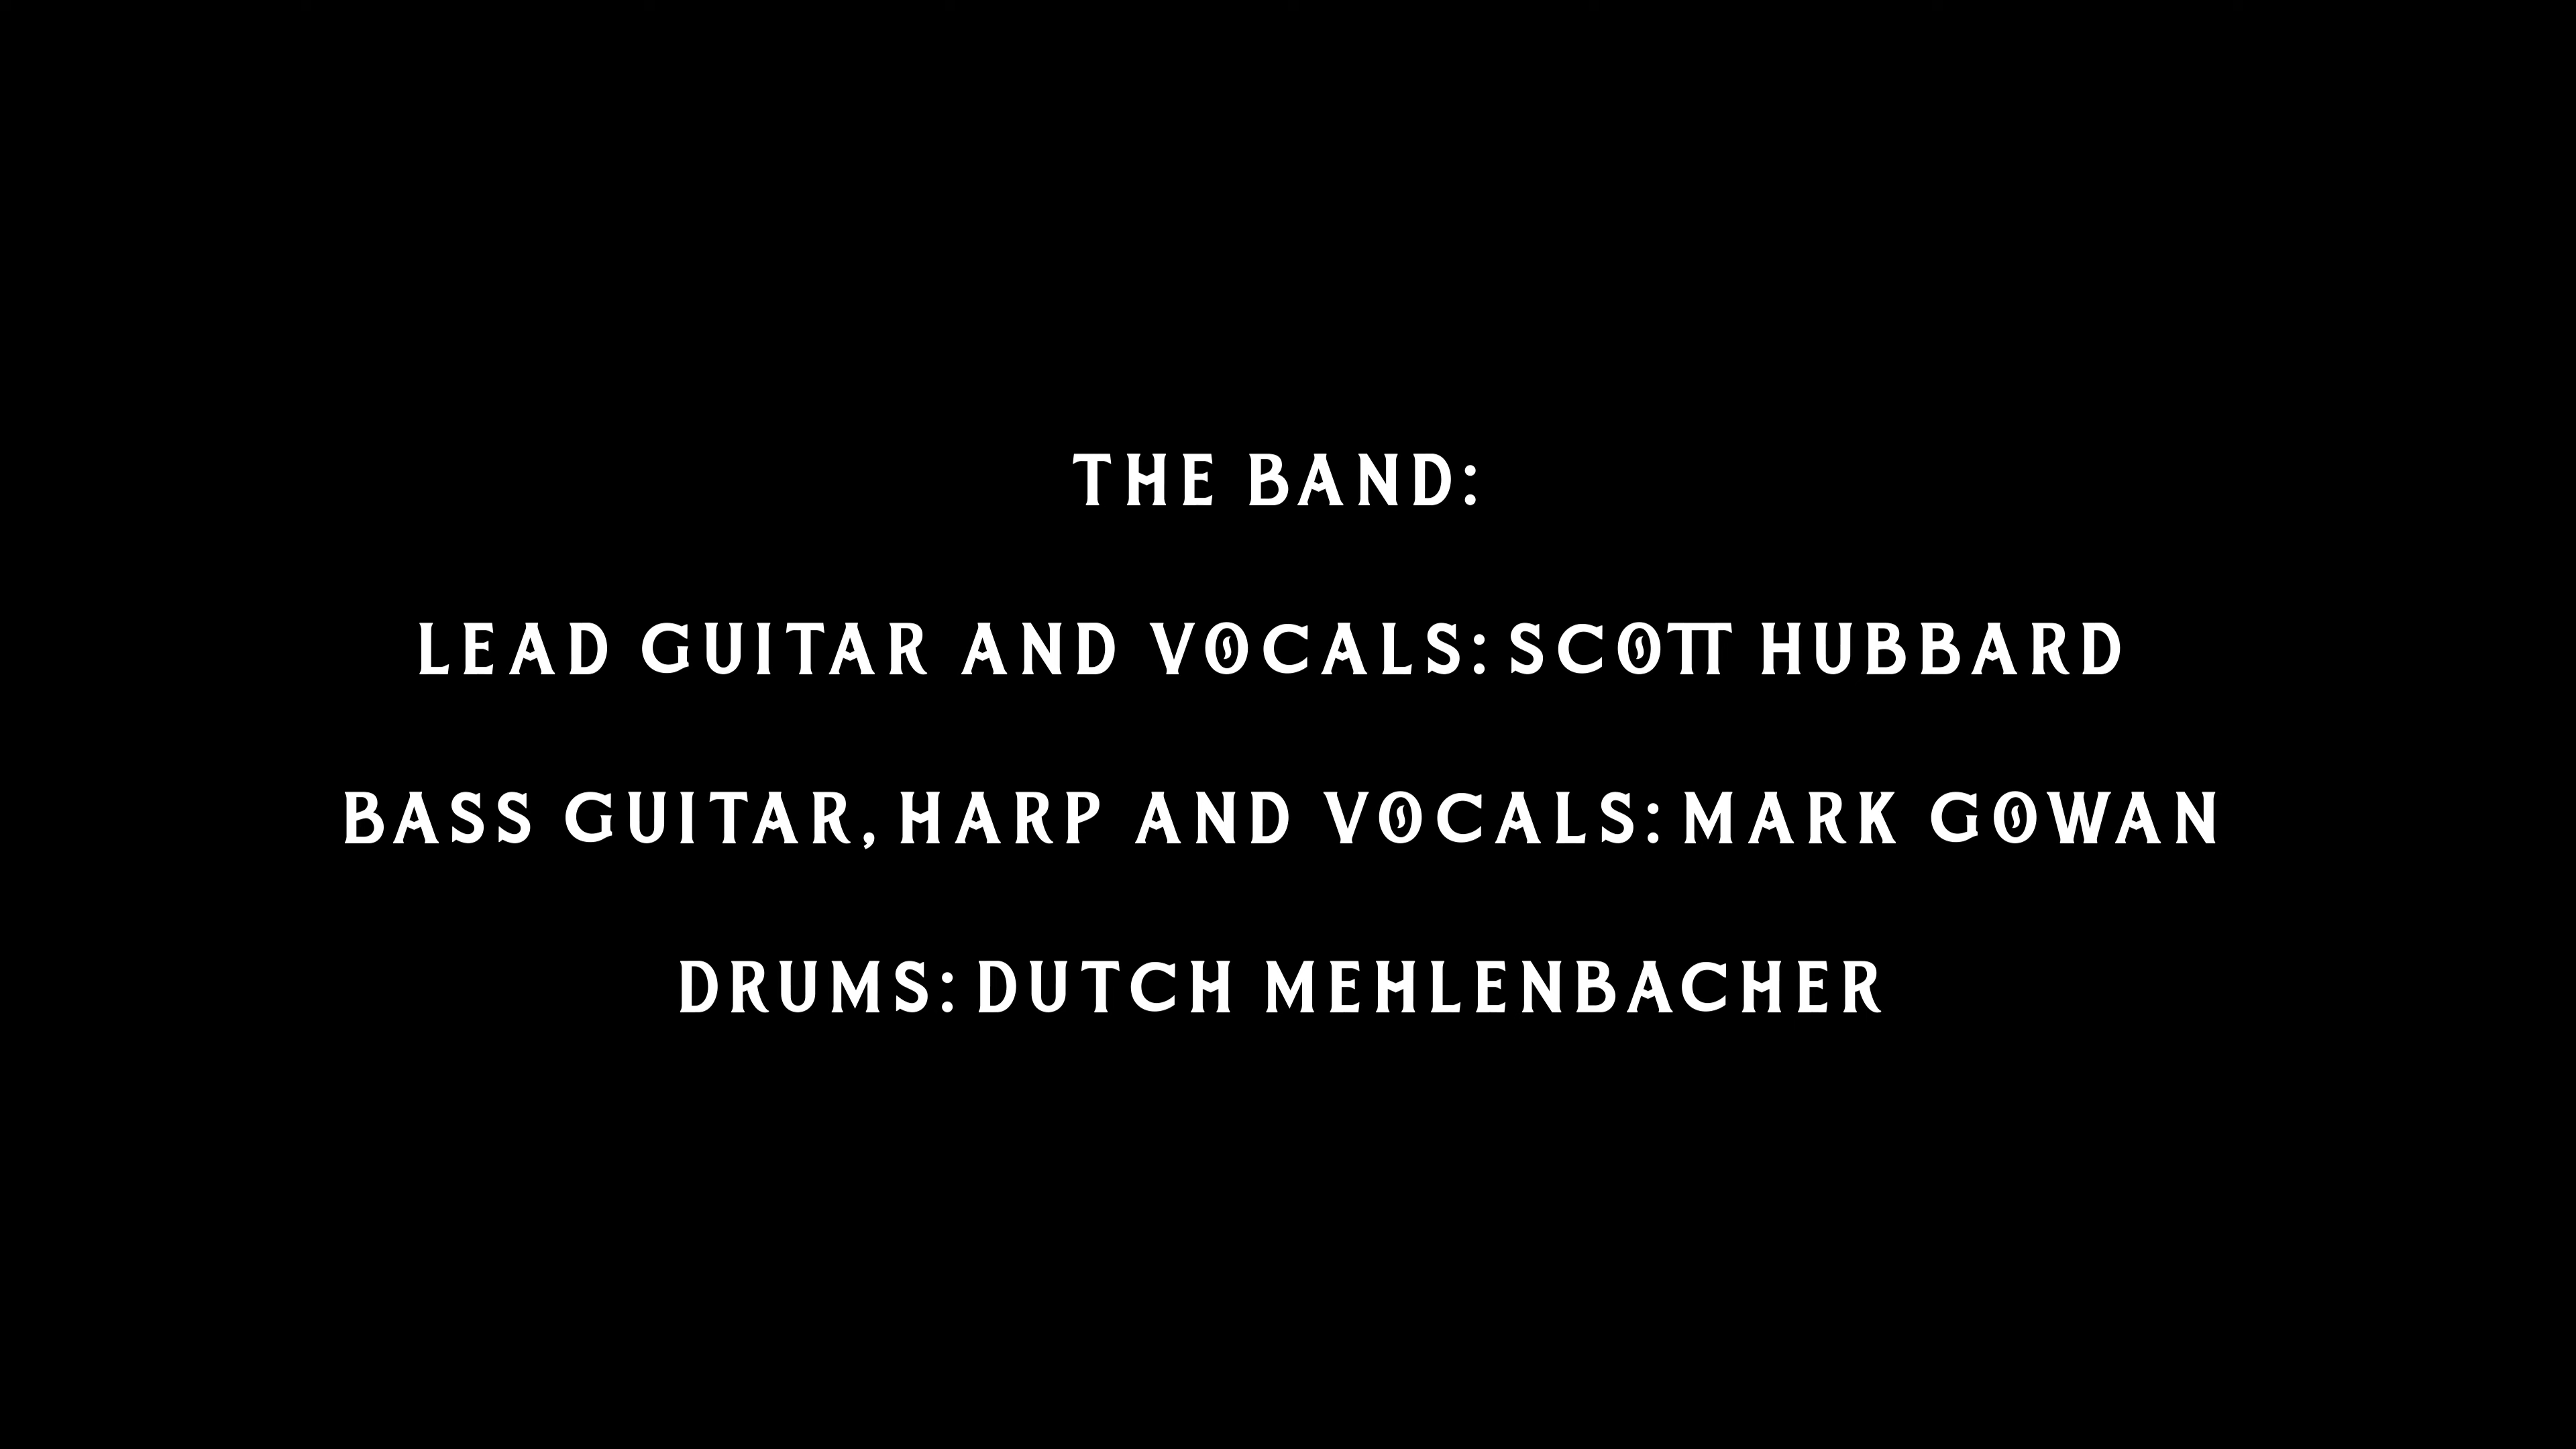 THE BAND:
LEAD GUITAR AND VOCALS: SCOTT HUBBARD
BASS GUITAR, HARP AND VOCALS: MARK GOWAN
DRUMS: DUTCH MEHLENBACHER